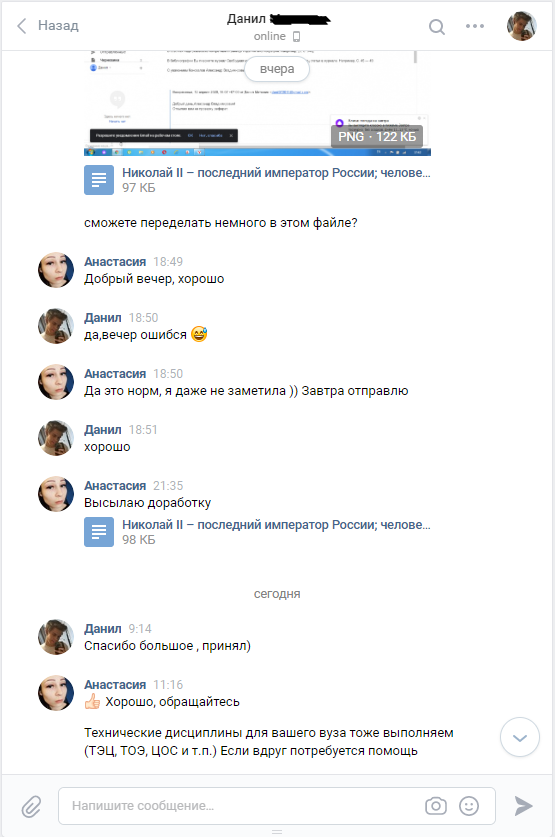 Назад
Данил
online
вчера
PNG · 122 КБ
Николай II – последний император России; челове...
97 КБ
сможете переделать немного в этом файле?
Анастасия 18:49
Добрый вечер, хорошо
Данил 18:50
да,вечер ошибся 😅
Анастасия 18:50
Да это норм, я даже не заметила )) Завтра отправлю
Данил 18:51
хорошо
Анастасия 21:35
Высылаю доработку
Николай II – последний император России; челове...
98 КБ
сегодня
Данил 9:14
Спасибо большое , принял)
Анастасия 11:16
👍🏻 Хорошо, обращайтесь
Технические дисциплины для вашего вуза тоже выполняем
(ТЭЦ, ТОЭ, ЦОС и т.п.) Если вдруг потребуется помощь
Напишите сообщение...